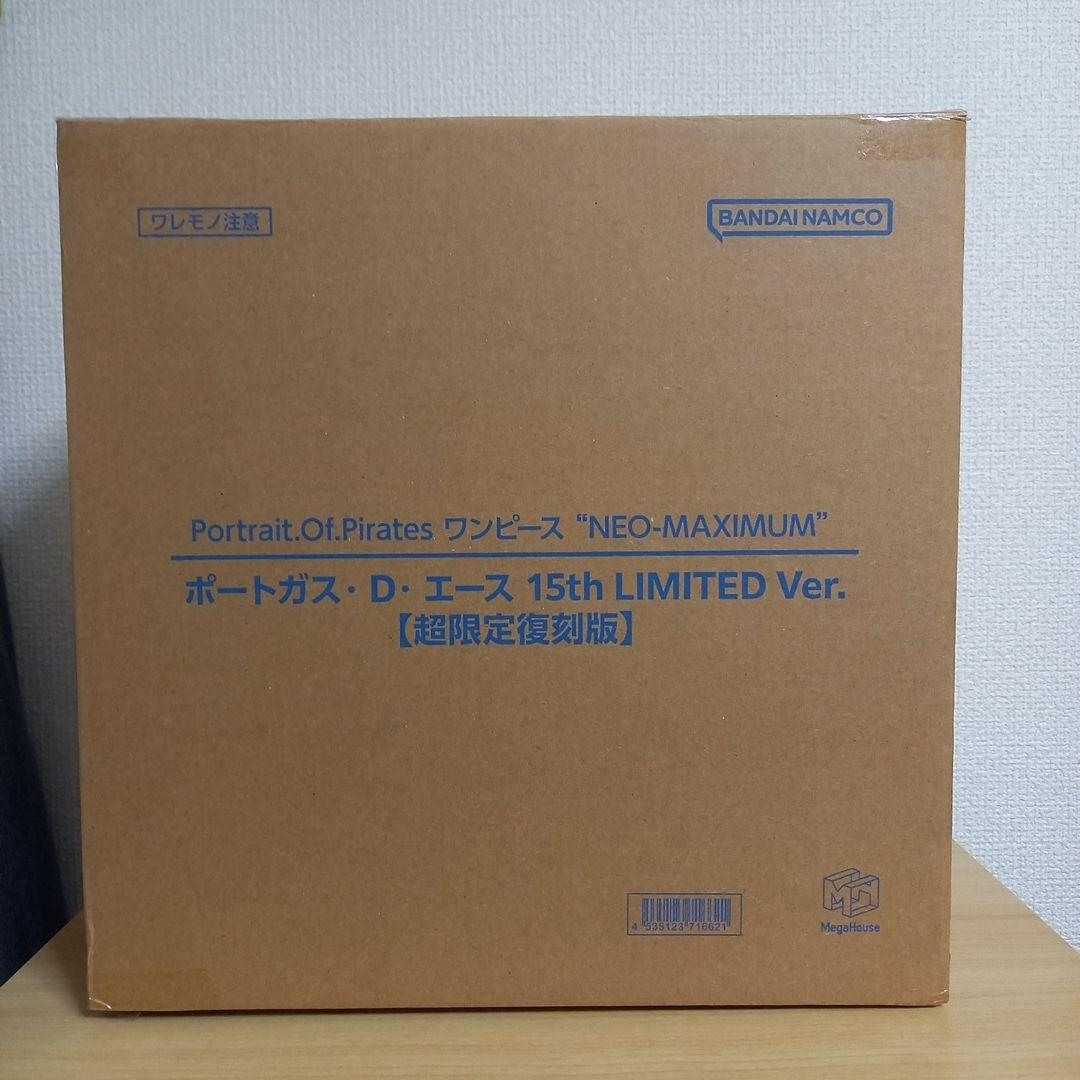 ワレモノ注意
BANDAI NAMCO
Portrait.Of.Pirates ワンピース “NEO-MAXIMUM”
ポートガス・D・エース 15th LIMITED Ver.
【超限定復刻版】
4 535123 716621
MegaHouse